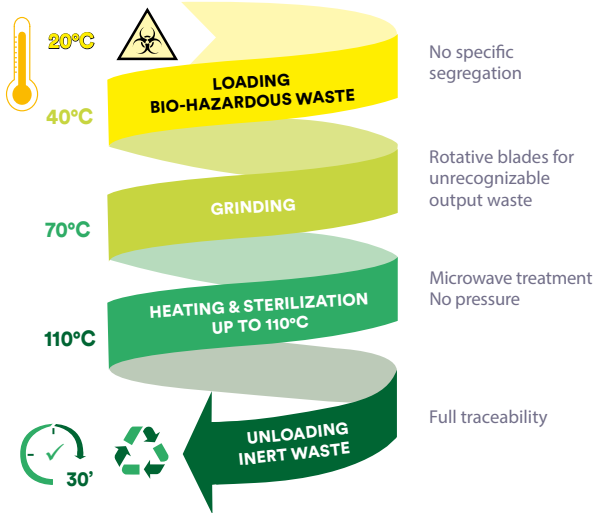 20°C
No specific
segregation
LOADING
BIO-HAZARDOUS WASTE
40°C
Rotative blades for
unrecognizable
output waste
GRINDING
70°C
Microwave treatment
No pressure
HEATING & STERILIZATION
UP TO 110°C
110°C
Full traceability
UNLOADING
INERT WASTE
30'